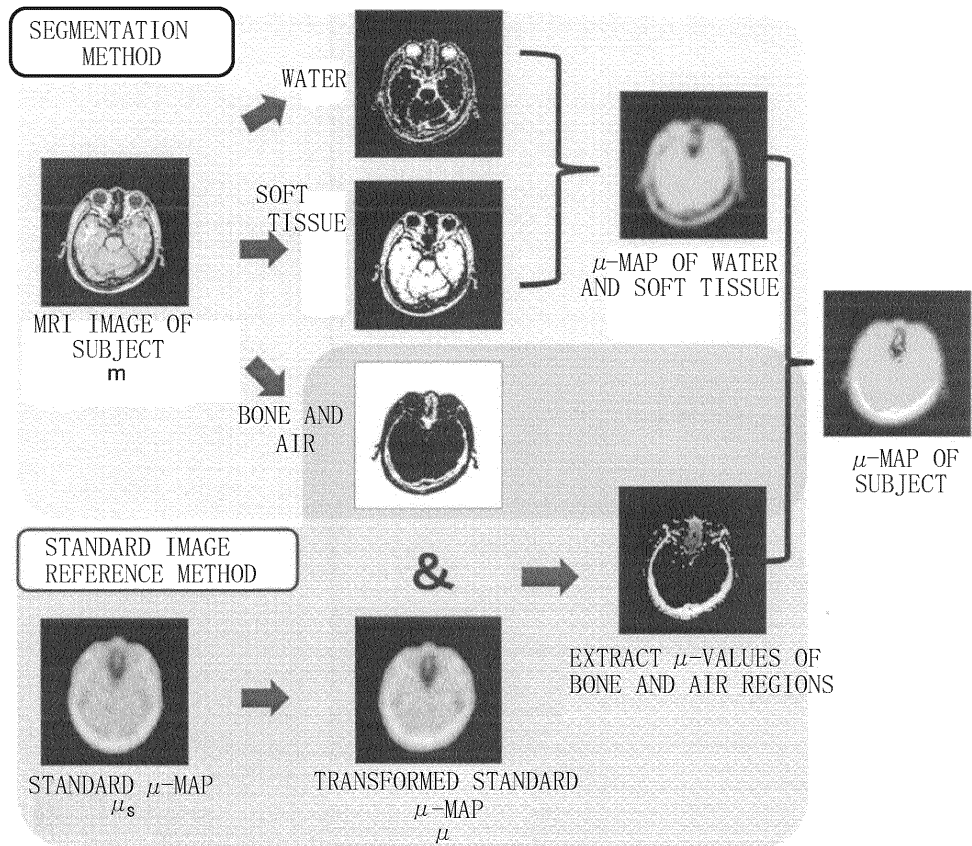 SEGMENTATION
METHOD
WATER
SOFT
TISSUE
MRI IMAGE OF
SUBJECT
m
BONE AND
AIR
μ-MAP OF WATER
AND SOFT TISSUE
μ-MAP OF
SUBJECT
STANDARD IMAGE
REFERENCE METHOD
&
EXTRACT μ-VALUES OF
BONE AND AIR REGIONS
STANDARD μ-MAP
μs
TRANSFORMED STANDARD
μ-MAP
μ